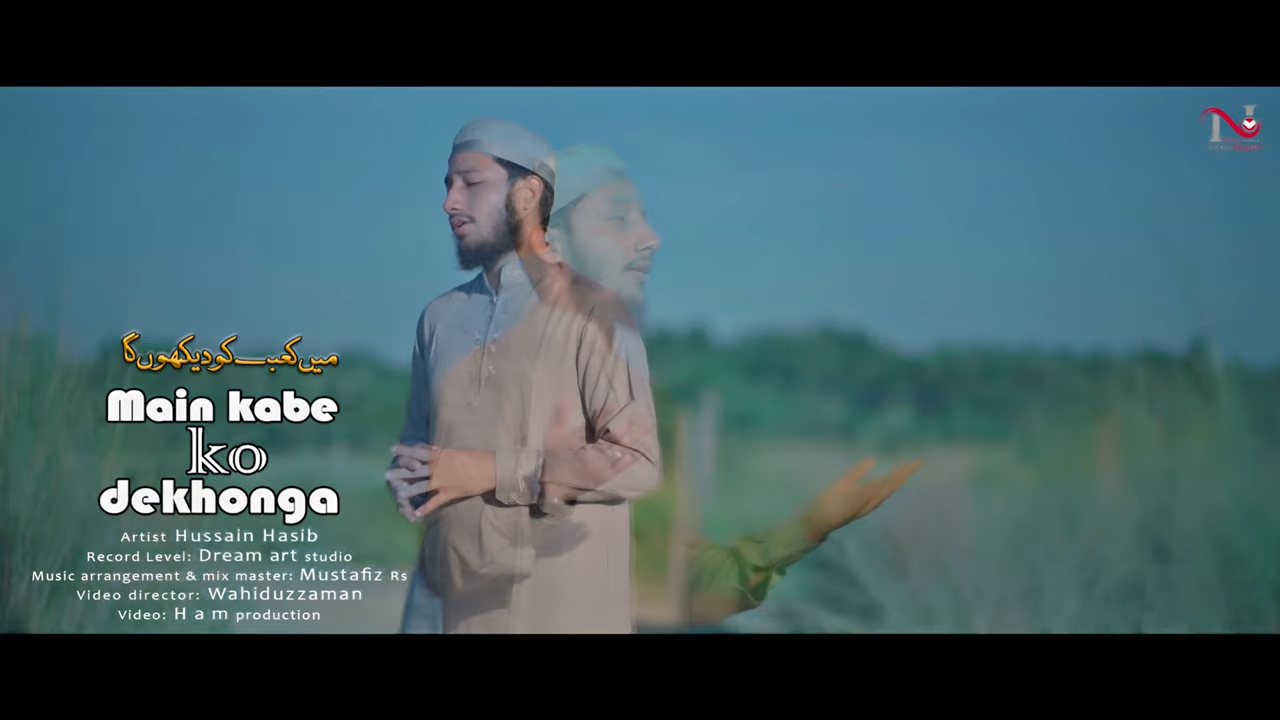 میں کعبے کو دیکھوں گا
Main kabe
ko
dekhonga
Artist Hussain Hasib
Record Level: Dream art studio
Music arrangement & mix master: Mustafiz Rs
Video director: Wahiduzzaman
Video: H a m production